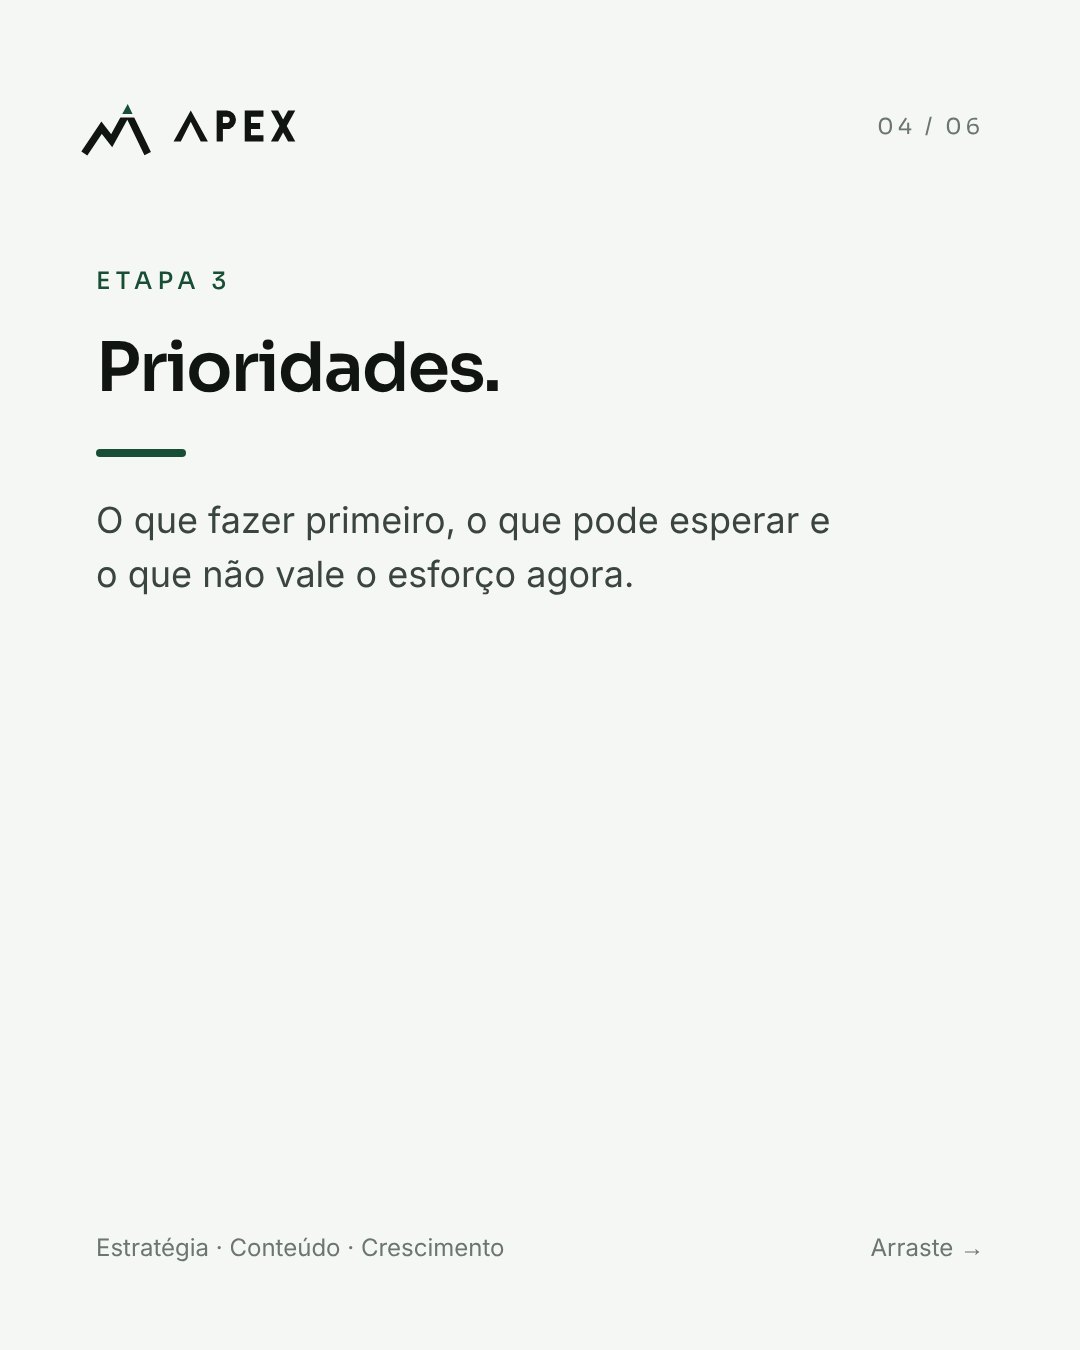 APEX
04 / 06
ETAPA 3
Prioridades.
O que fazer primeiro, o que pode esperar e
o que não vale o esforço agora.
Estratégia · Conteúdo · Crescimento
Arraste →